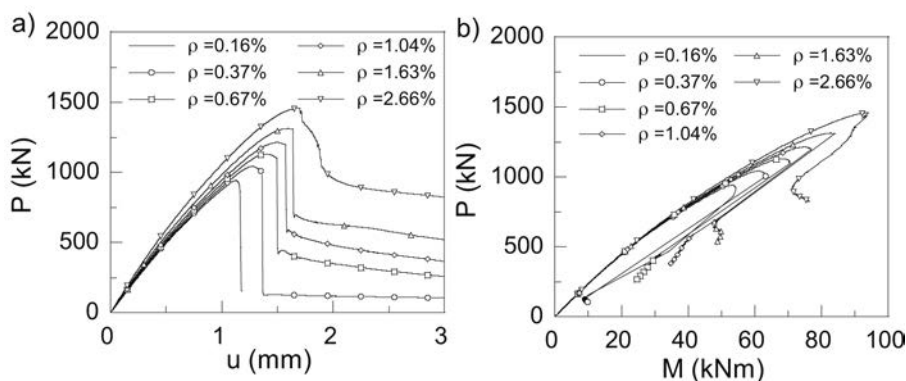 a)
P (kN)
2000
1500
1000
500
0
ρ =0.16%
ρ =0.37%
ρ =0.67%
ρ =1.04%
ρ =1.63%
ρ =2.66%
0 1 2 3
u (mm)
b)
P (kN)
2000
1500
1000
500
0
ρ =0.16%
ρ =0.37%
ρ =0.67%
ρ =1.04%
ρ =1.63%
ρ =2.66%
0 20 40 60 80 100
M (kNm)